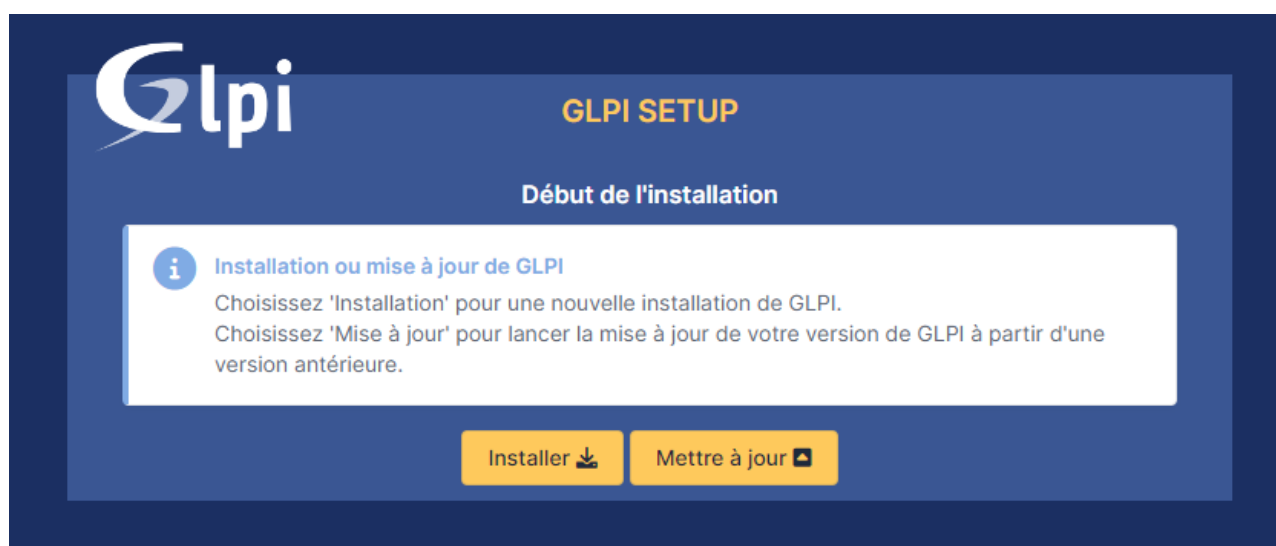 Glpi
GLPI SETUP
Début de l'installation
Installation ou mise à jour de GLPI
Choisissez 'Installation' pour une nouvelle installation de GLPI.
Choisissez 'Mise à jour' pour lancer la mise à jour de votre version de GLPI à partir d'une
version antérieure.
Installer
Mettre à jour